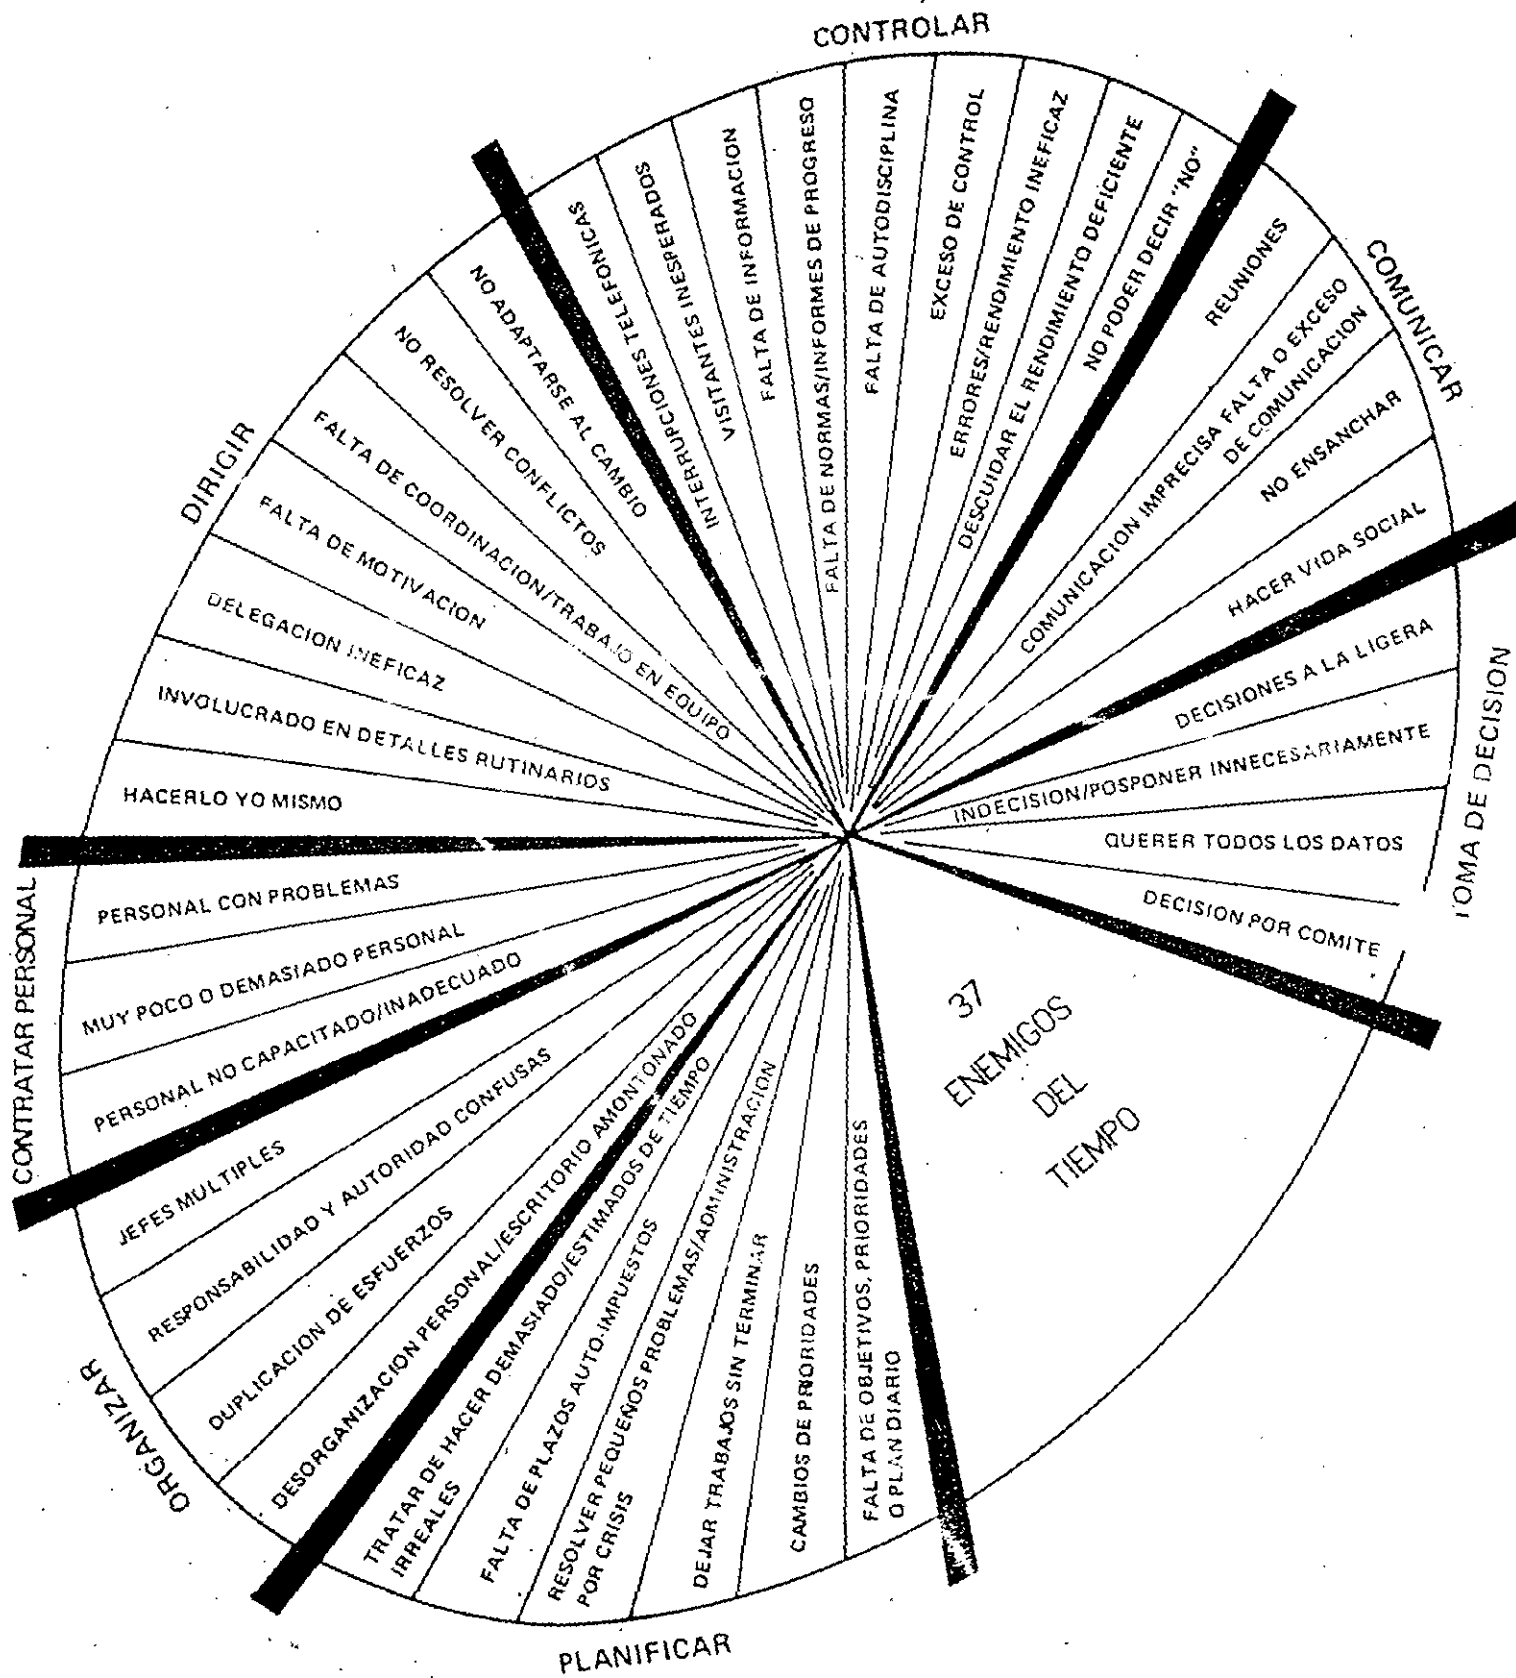 37
ENEMIGOS
DEL
TIEMPO
PLANIFICAR
FALTA DE OBJETIVOS, PRIORIDADES
O PLAN DIARIO
CAMBIOS DE PRIORIDADES
DEJAR TRABAJOS SIN TERMINAR
RESOLVER PEQUEÑOS PROBLEMAS/ADMINISTRACION
POR CRISIS
FALTA DE PLAZOS AUTO-IMPUESTOS
TRATAR DE HACER DEMASIADO/ESTIMADOS DE TIEMPO
IRREALES
ORGANIZAR
DESORGANIZACION PERSONAL/ESCRITORIO AMONTONADO
DUPLICACION DE ESFUERZOS
RESPONSABILIDAD Y AUTORIDAD CONFUSAS
JEFES MULTIPLES
CONTRATAR PERSONAL
PERSONAL NO CAPACITADO/INADECUADO
MUY POCO O DEMASIADO PERSONAL
PERSONAL CON PROBLEMAS
DIRIGIR
HACERLO YO MISMO
INVOLUCRADO EN DETALLES RUTINARIOS
DELEGACION INEFICAZ
FALTA DE MOTIVACION
FALTA DE COORDINACION/TRABAJO EN EQUIPO
NO RESOLVER CONFLICTOS
NO ADAPTARSE AL CAMBIO
CONTROLAR
INTERRUPCIONES TELEFONICAS
VISITANTES INESPERADOS
FALTA DE INFORMACION
FALTA DE NORMAS/INFORMES DE PROGRESO
FALTA DE AUTODISCIPLINA
EXCESO DE CONTROL
ERRORES/RENDIMIENTO INEFICAZ
DESCUIDAR EL RENDIMIENTO DEFICIENTE
NO PODER DECIR "NO"
COMUNICAR
REUNIONES
COMUNICACION IMPRECISA FALTA O EXCESO
DE COMUNICACION
NO ENSANCHAR
HACER VIDA SOCIAL
TOMA DE DECISION
DECISIONES A LA LIGERA
INDECISION/POSPONER INNECESARIAMENTE
QUERER TODOS LOS DATOS
DECISION POR COMITE